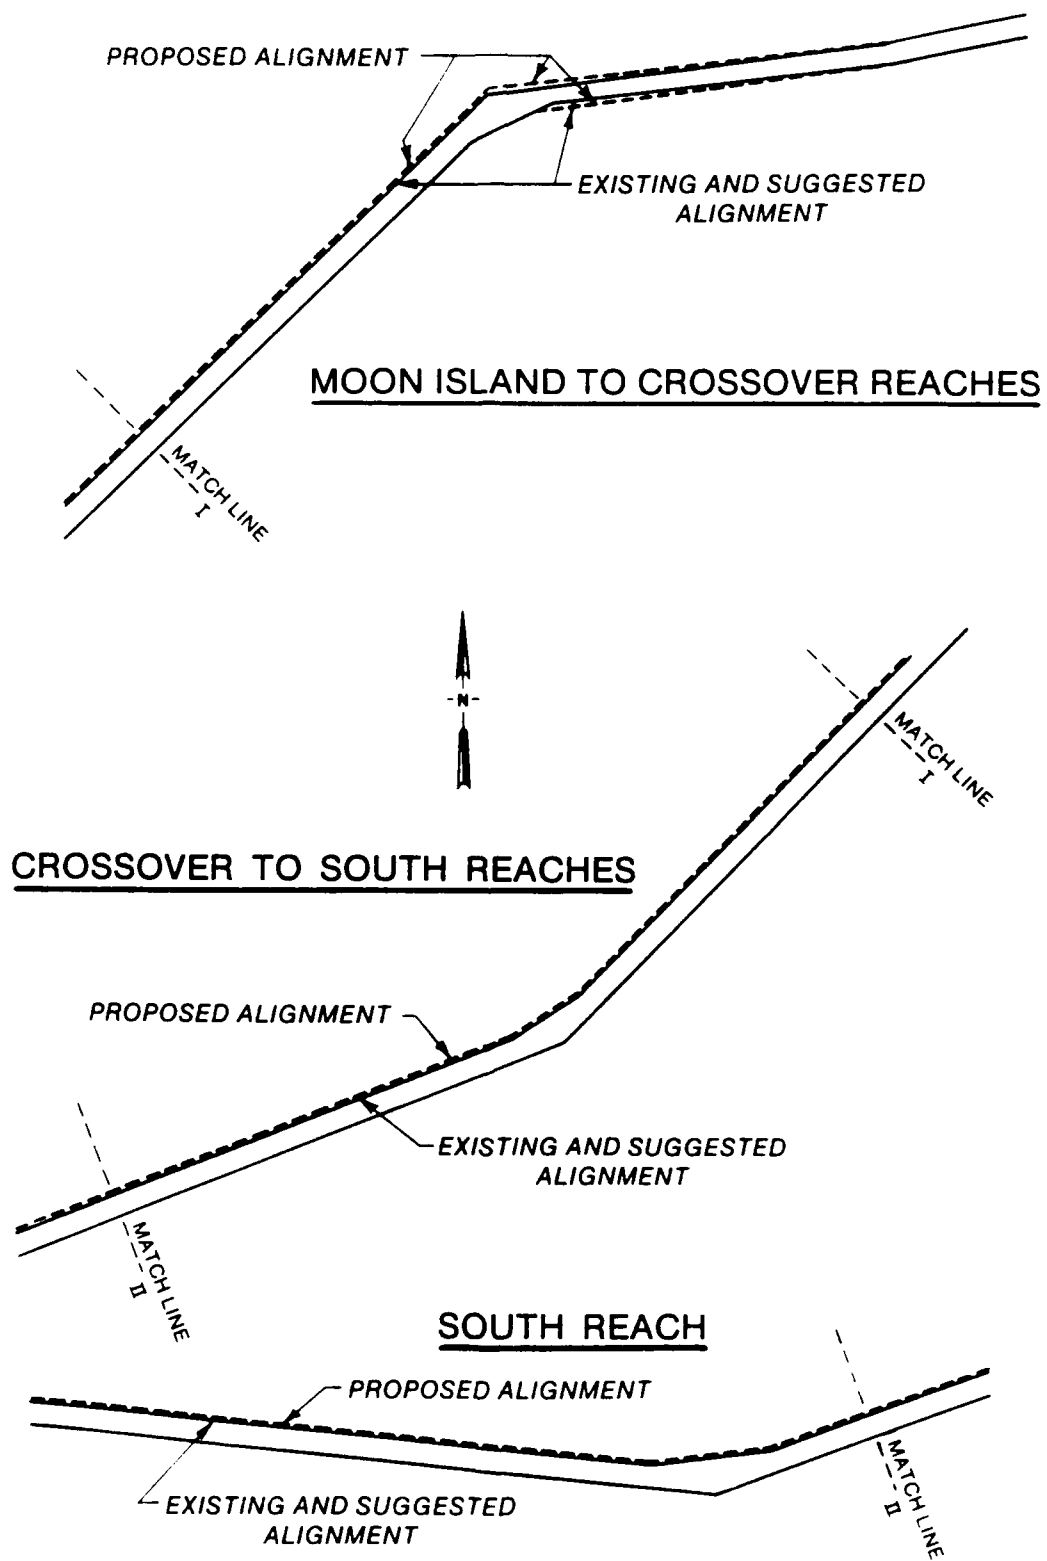 PROPOSED ALIGNMENT
EXISTING AND SUGGESTED
ALIGNMENT
MOON ISLAND TO CROSSOVER REACHES
MATCH LINE
I
N
MATCH LINE
I
CROSSOVER TO SOUTH REACHES
PROPOSED ALIGNMENT
EXISTING AND SUGGESTED
ALIGNMENT
MATCH LINE
II
SOUTH REACH
PROPOSED ALIGNMENT
EXISTING AND SUGGESTED
ALIGNMENT
MATCH LINE
II